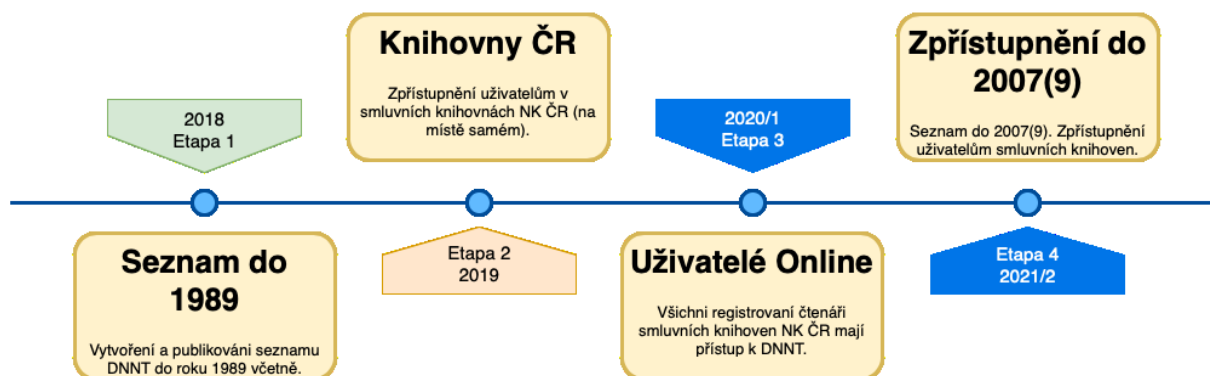 2018
Etapa 1
Seznam do
1989
Vytvoření a publikováni seznamu
DNNT do roku 1989 včetně.
Knihovny ČR
Zpřístupnění uživatelům v
smluvních knihovnách NK ČR (na
místě samém).
Etapa 2
2019
2020/1
Etapa 3
Uživatelé Online
Všichni registrovaní čtenáři
smluvních knihoven NK ČR mají
přístup k DNNT.
Zpřístupnění do
2007(9)
Seznam do 2007(9). Zpřístupnění
uživatelům smluvních knihoven.
Etapa 4
2021/2